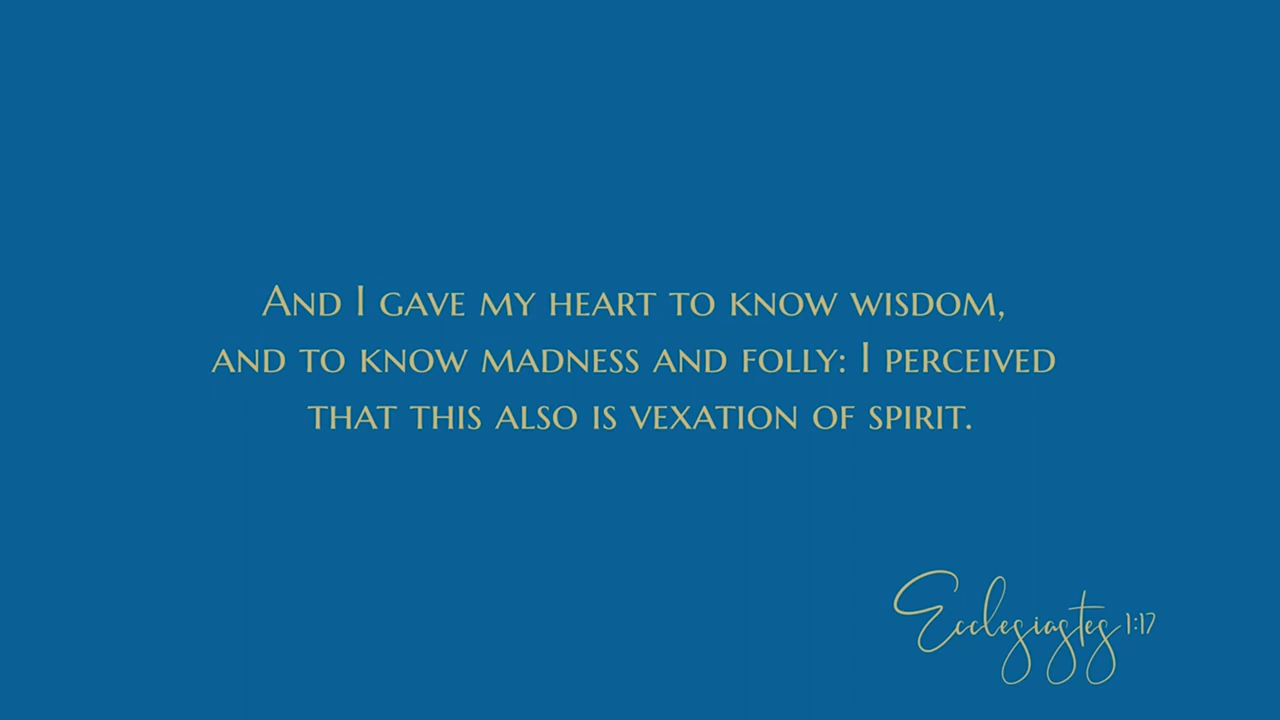 And I gave my heart to know wisdom,
and to know madness and folly: I perceived
that this also is vexation of spirit.
Ecclesiastes 1:17